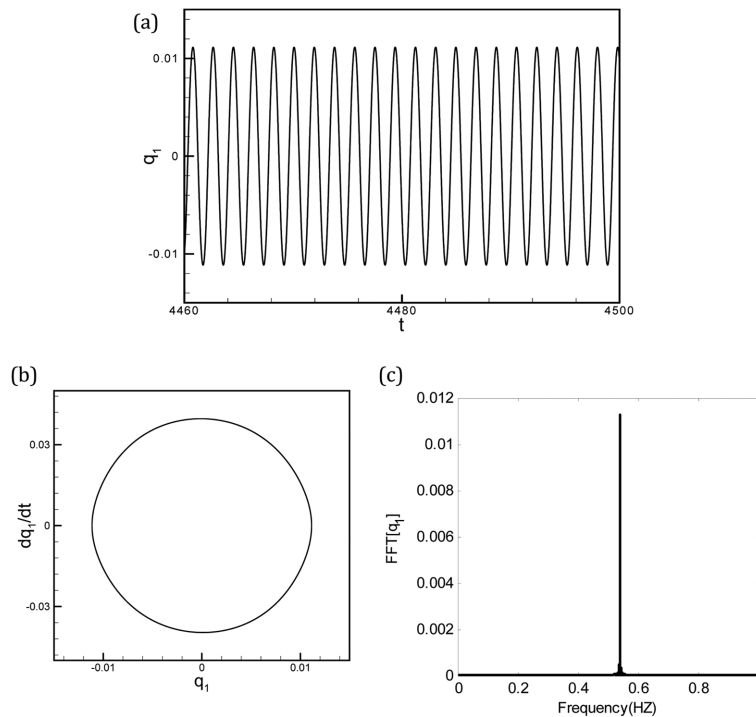 (a)
0.01
0
-0.01
q₁
4460
4480
4500
t
(b)
0.03
0
-0.03
dq₁/dt
-0.01
0
0.01
q₁
(c)
0.012
0.01
0.008
0.006
0.004
0.002
0
FFT[q₁]
0
0.2
0.4
0.6
0.8
Frequency(HZ)